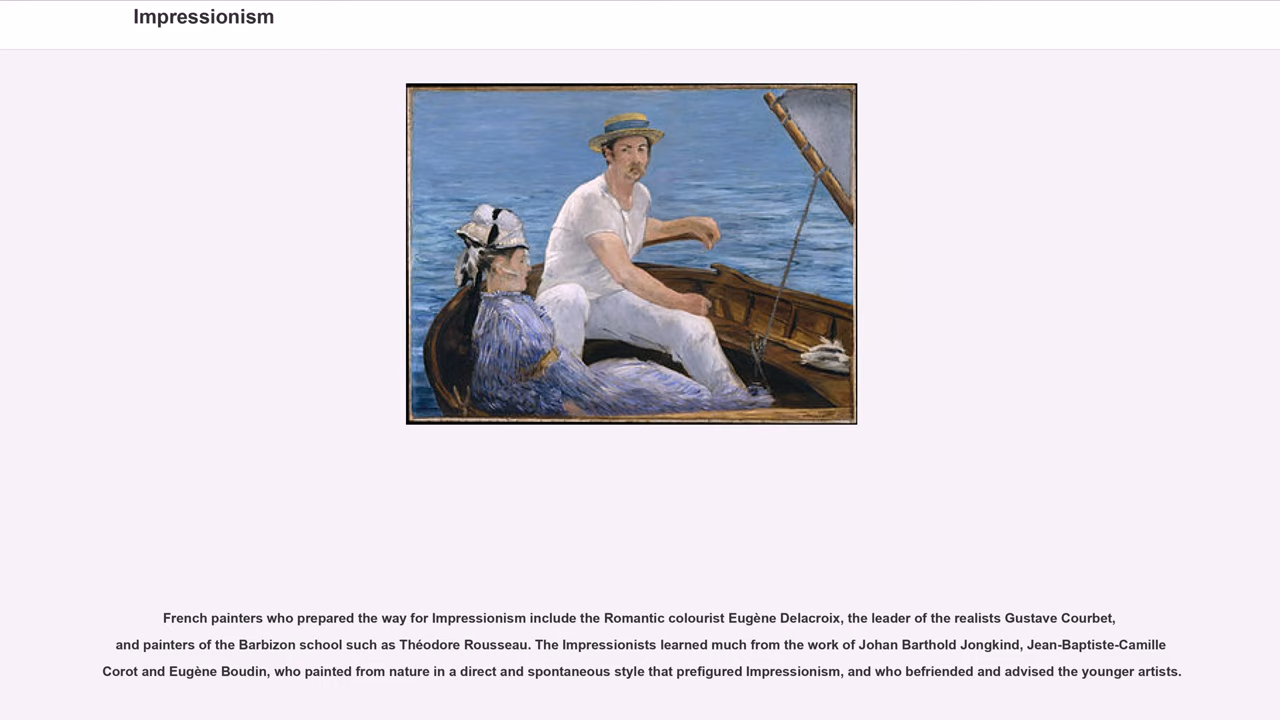 Impressionism
French painters who prepared the way for Impressionism include the Romantic colourist Eugène Delacroix, the leader of the realists Gustave Courbet,
and painters of the Barbizon school such as Théodore Rousseau. The Impressionists learned much from the work of Johan Barthold Jongkind, Jean-Baptiste-Camille
Corot and Eugène Boudin, who painted from nature in a direct and spontaneous style that prefigured Impressionism, and who befriended and advised the younger artists.